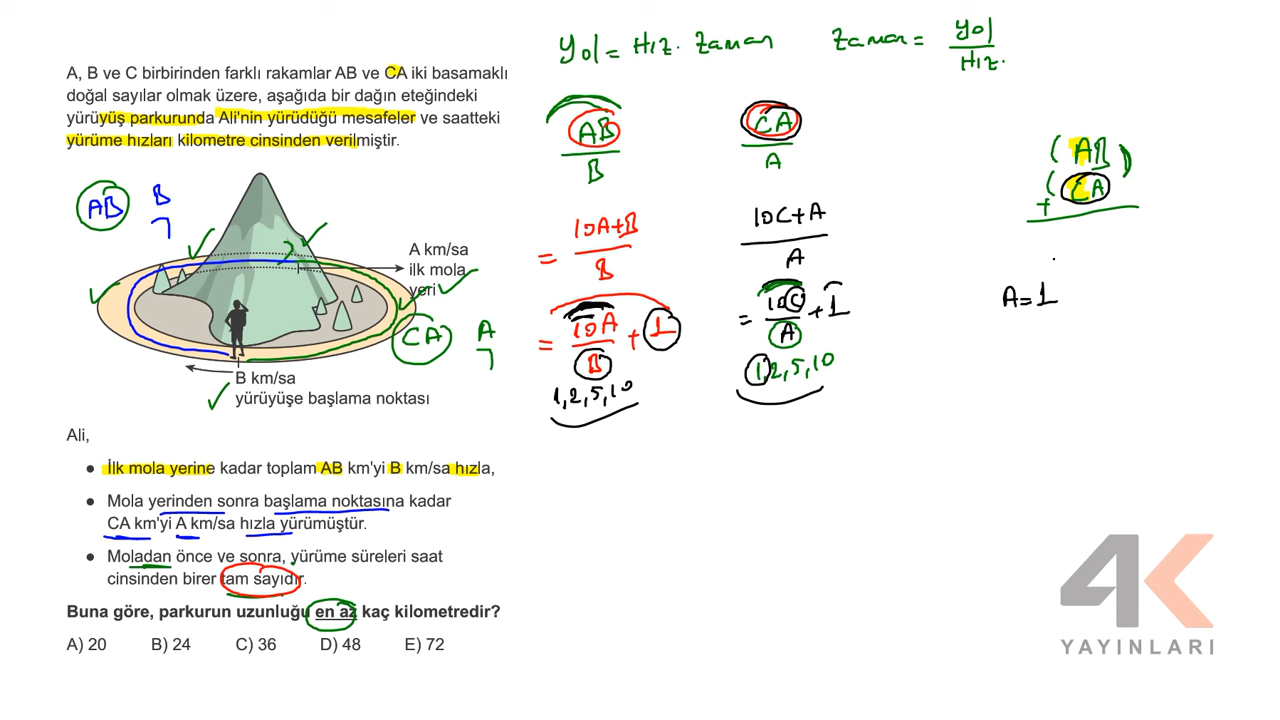 A, B ve C birbirinden farklı rakamlar AB ve CA iki basamaklı
doğal sayılar olmak üzere, aşağıda bir dağın eteğindeki
yürüyüş parkurunda Ali'nin yürüdüğü mesafeler ve saatteki
yürüme hızları kilometre cinsinden verilmiştir.
AB B
7
A km/sa
ilk mola
yeri
CA A
7
B km/sa
yürüyüşe başlama noktası
Ali,
● İlk mola yerine kadar toplam AB km'yi B km/sa hızla,
● Mola yerinden sonra başlama noktasına kadar
CA km'yi A km/sa hızla yürümüştür.
● Moladan önce ve sonra, yürüme süreleri saat
cinsinden birer tam sayıdır.
Buna göre, parkurun uzunluğu en az kaç kilometredir?
A) 20 B) 24 C) 36 D) 48 E) 72
Yol = Hız . Zaman
Zaman = Yol
Hız.
AB
B
= 10A+B
B
= 10A
B + 1
1, 2, 5, 10
CA
A
10C+A
A
= 10C
A + 1
1, 2, 5, 10
(AB)
(CA
+
A=1
4K
YAYINLARI